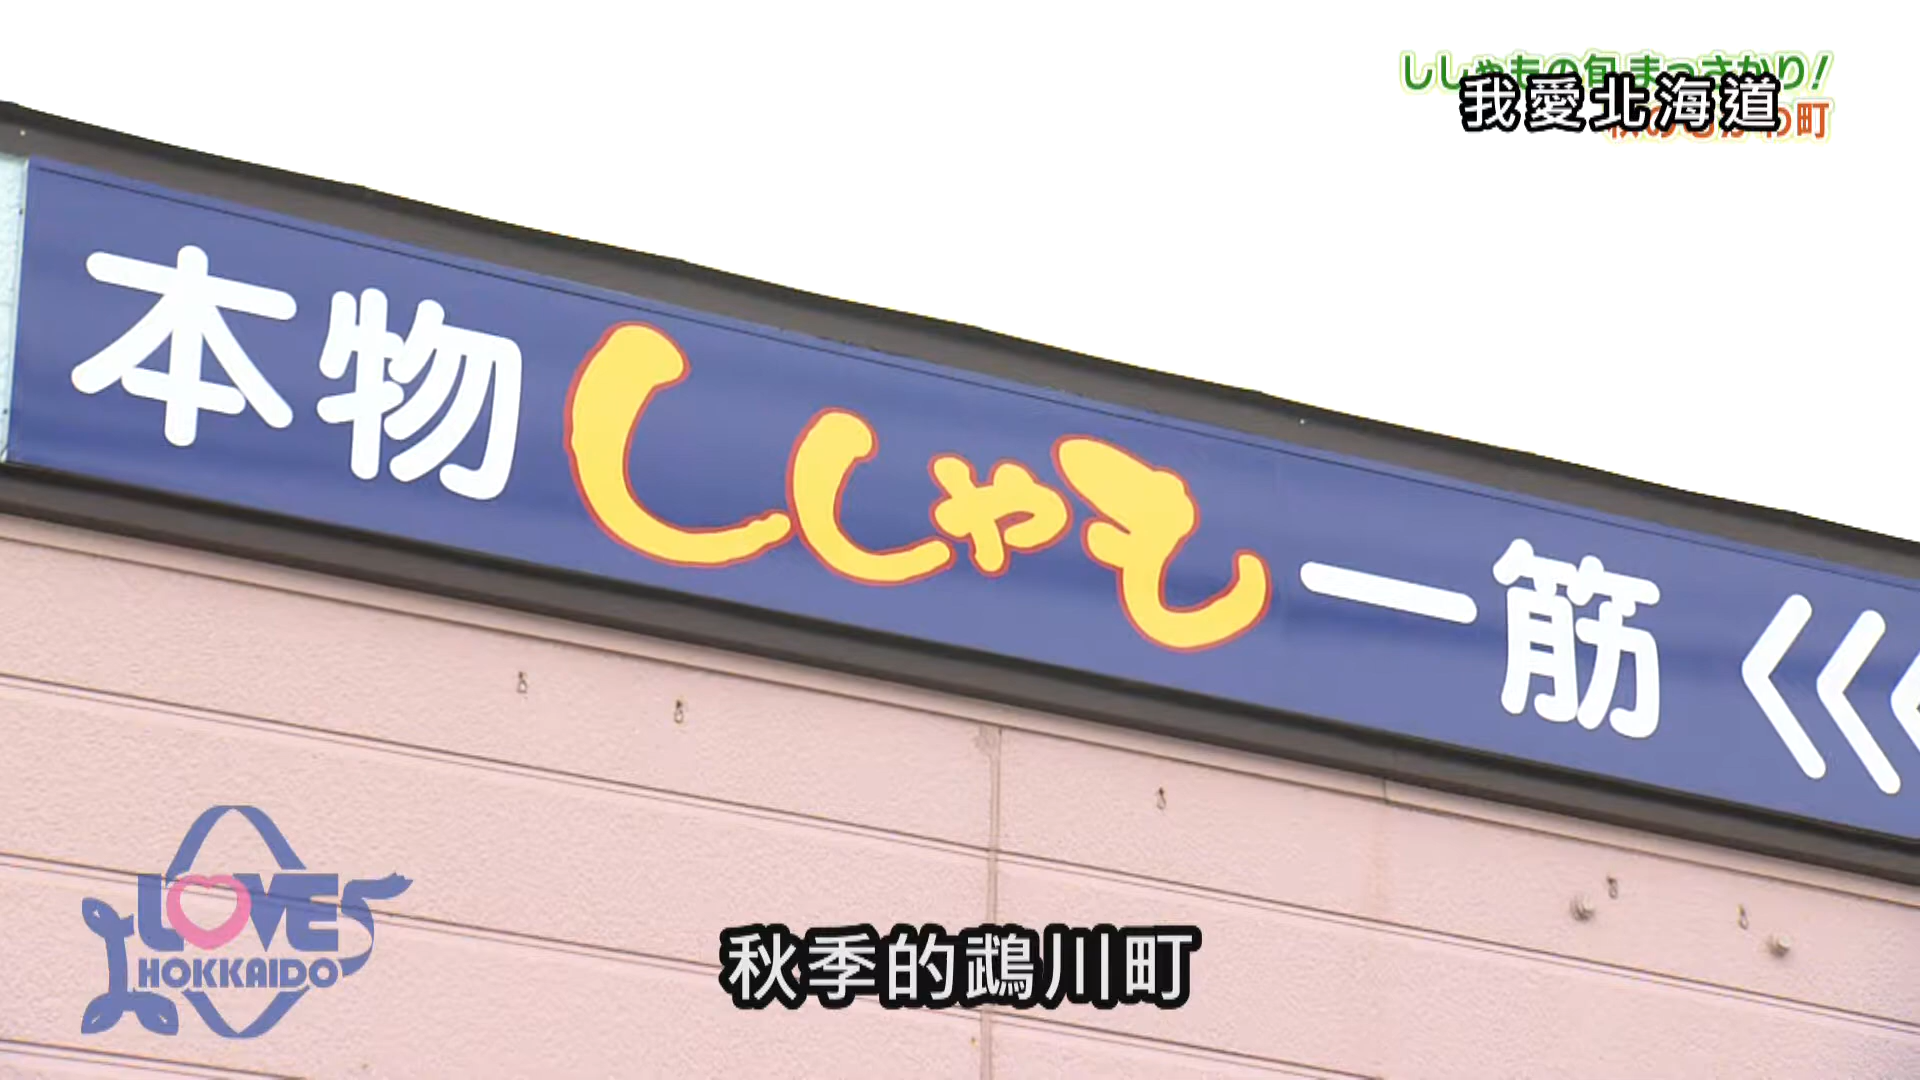 ししゃもの旬 まっさかり!
我愛北海道
町
本物ししゃも一筋
LOVE
HOKKAIDO
秋季的鵡川町